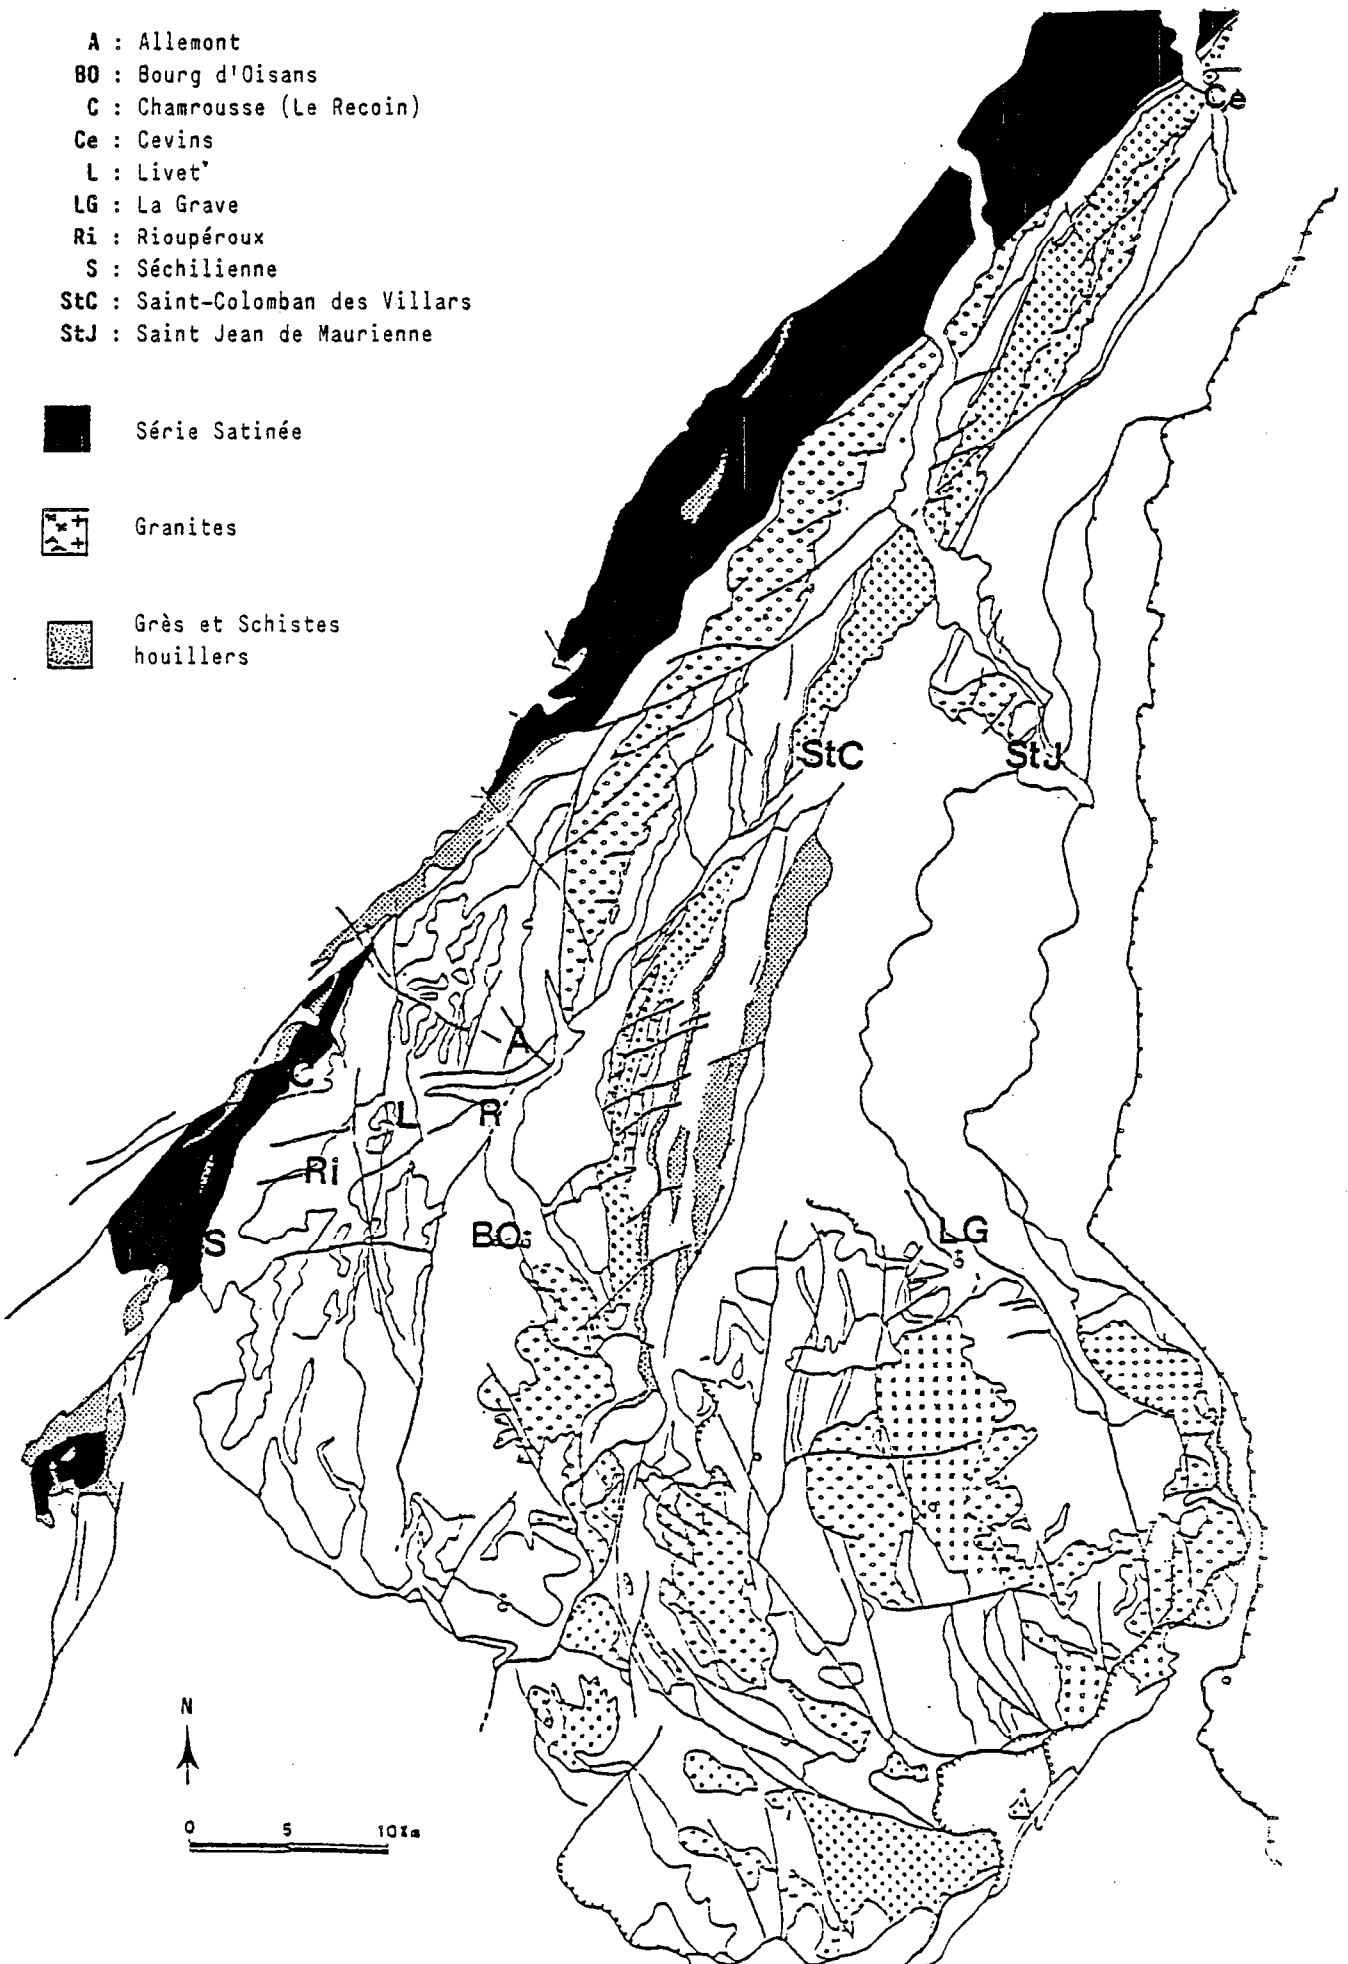 A : Allemont
BO : Bourg d'Oisans
C : Chamrousse (Le Recoin)
Ce : Cevins
L : Livet
LG : La Grave
Ri : Rioupéroux
S : Séchilienne
StC : Saint-Colomban des Villars
StJ : Saint Jean de Maurienne
Série Satinée
Granites
Grès et Schistes
houillers
Ce
StC
StJ
A
C
L
R
Ri
S
BO
LG
N
0 5 10Km